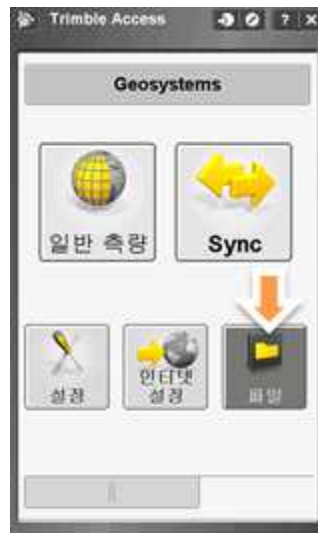 Trimble Access
Geosystems
일반 측량
Sync
설정
인터넷
설정
파일